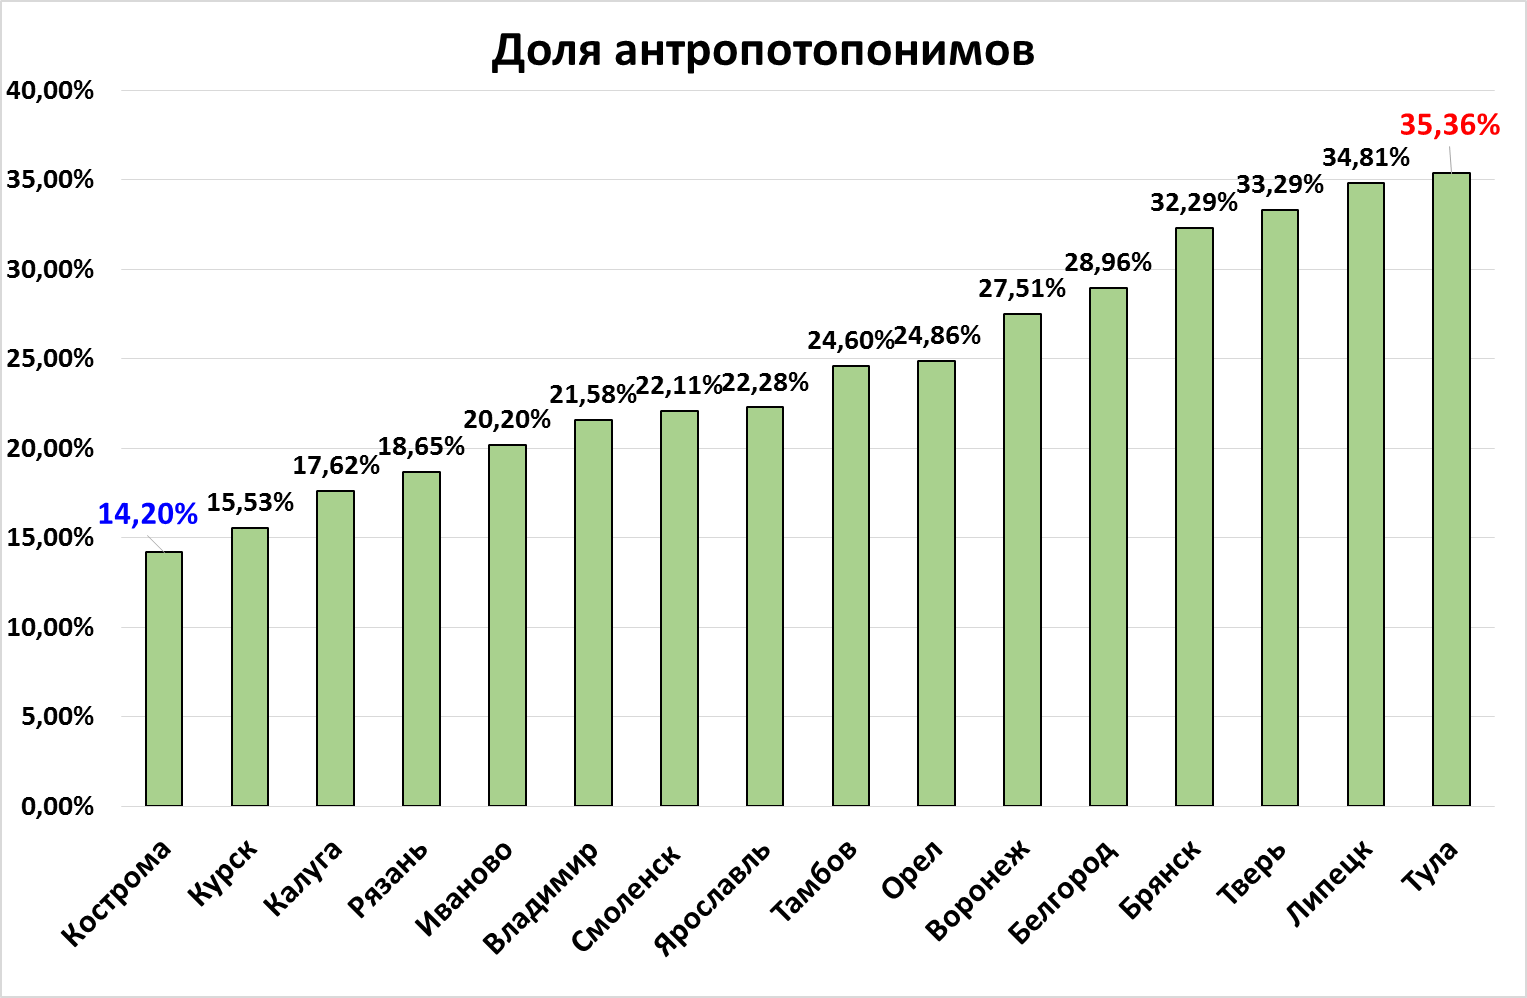 Доля антропотопонимов
40,00%
35,00%
30,00%
25,00%
20,00%
15,00%
10,00%
5,00%
0,00%
14,20%
15,53%
17,62%
18,65%
20,20%
21,58%
22,11%
22,28%
24,60%
24,86%
27,51%
28,96%
32,29%
33,29%
34,81%
35,36%
Кострома
Курск
Калуга
Рязань
Иваново
Владимир
Смоленск
Ярославль
Тамбов
Орел
Воронеж
Белгород
Брянск
Тверь
Липецк
Тула